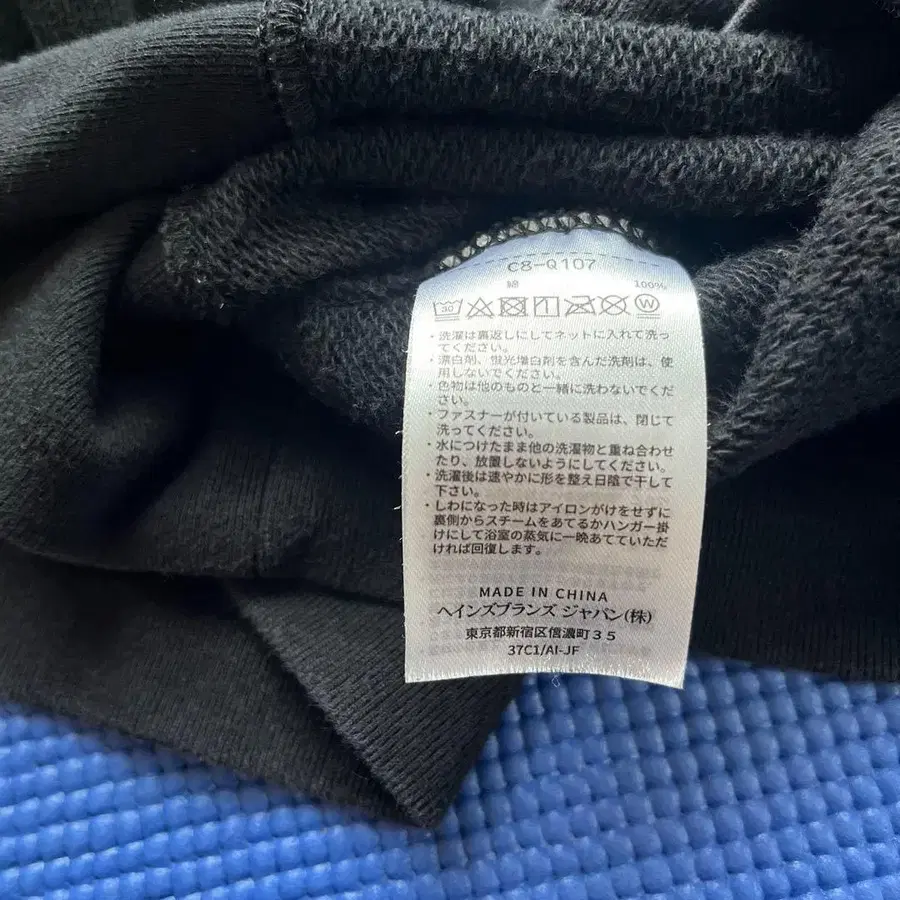 C8-Q107
綿 100%
30 W
・洗濯は裏返しにしてネットに入れて洗っ
てください。
・漂白剤、蛍光増白剤を含んだ洗剤は、使
用しないでください。
・色物は他のものと一緒に洗わないでくだ
さい。
・ファスナーが付いている製品は、閉じて
洗ってください。
・水につけたまま他の洗濯物と重ね合わせ
たり、放置しないようにしてください。
・洗濯後は速やかに形を整え日陰で干して
下さい。
・しわになった時はアイロンがけをせずに
裏側からスチームをあてるかハンガー掛
けにして浴室の蒸気に一晩あてていただ
ければ回復します。
MADE IN CHINA
ヘインズブランズ ジャパン(株)
東京都新宿区信濃町35
37C1/AI-JF